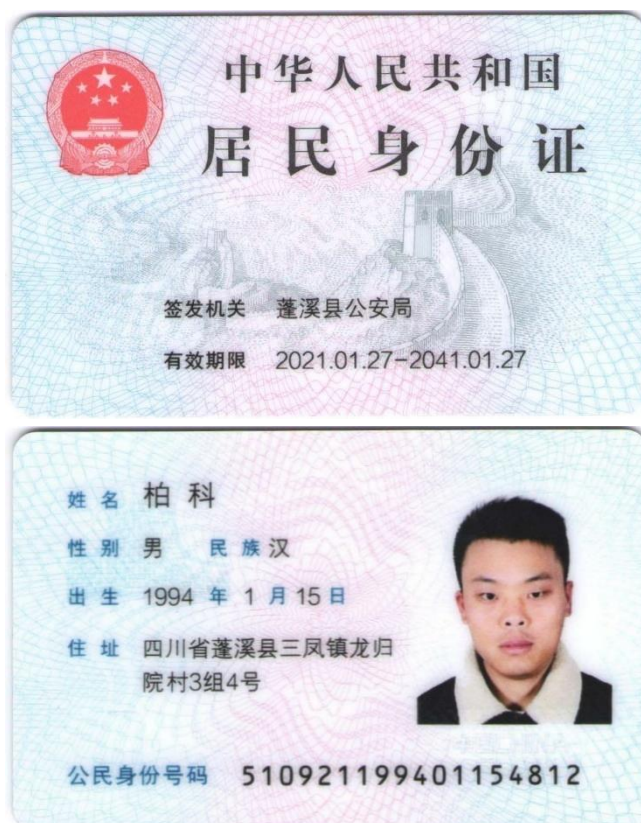 中华人民共和国
居民身份证
签发机关 蓬溪县公安局
有效期限 2021.01.27-2041.01.27
姓名 柏科
性别 男 民族 汉
出生 1994 年 1 月 15 日
住址 四川省蓬溪县三凤镇龙归
院村3组4号
公民身份号码 510921199401154812